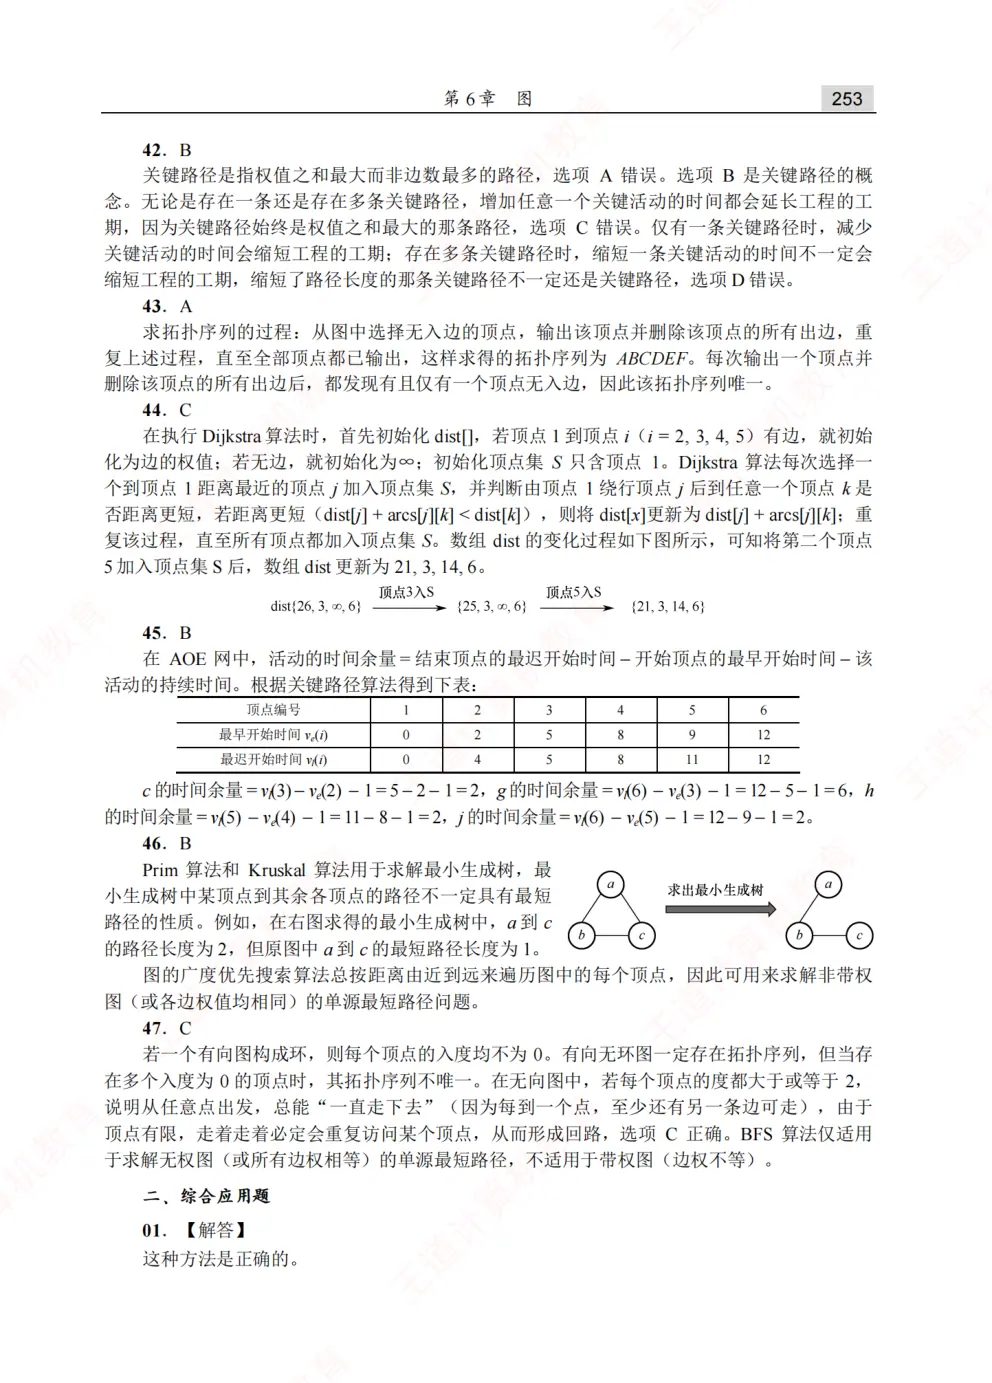 第 6 章 图
253
42. B
关键路径是指权值之和最大而非边数最多的路径，选项 A 错误。选项 B 是关键路径的概
念。无论是存在一条还是存在多条关键路径，增加任意一个关键活动的时间都会延长工程的工
期，因为关键路径始终是权值之和最大的那条路径，选项 C 错误。仅有一条关键路径时，减少
关键活动的时间会缩短工程的工期；存在多条关键路径时，缩短一条关键活动的时间不一定会
缩短工程的工期，缩短了路径长度的那条关键路径不一定还是关键路径，选项 D 错误。
43. A
求拓扑序列的过程：从图中选择无入边的顶点，输出该顶点并删除该顶点的所有出边，重
复上述过程，直至全部顶点都已输出，这样求得的拓扑序列为 ABCDEF。每次输出一个顶点并
删除该顶点的所有出边后，都发现有且仅有一个顶点无入边，因此该拓扑序列唯一。
44. C
在执行 Dijkstra 算法时，首先初始化 dist[]，若顶点 1 到顶点 i（i = 2, 3, 4, 5）有边，就初始
化为边的权值；若无边，就初始化为∞；初始化顶点集 S 只含顶点 1。Dijkstra 算法每次选择一
个到顶点 1 距离最近的顶点 j 加入顶点集 S，并判断由顶点 1 绕行顶点 j 后到任意一个顶点 k 是
否距离更短，若距离更短（dist[j] + arcs[j][k] < dist[k]），则将 dist[x]更新为 dist[j] + arcs[j][k]；重
复该过程，直至所有顶点都加入顶点集 S。数组 dist 的变化过程如下图所示，可知将第二个顶点
5 加入顶点集 S 后，数组 dist 更新为 21, 3, 14, 6。
dist{26, 3, ∞, 6} 顶点3入S {25, 3, ∞, 6} 顶点5入S {21, 3, 14, 6}
45. B
在 AOE 网中，活动的时间余量 = 结束顶点的最迟开始时间 – 开始顶点的最早开始时间 – 该
活动的持续时间。根据关键路径算法得到下表：
顶点编号 1 2 3 4 5 6
最早开始时间 ve(i) 0 2 5 8 9 12
最迟开始时间 vl(i) 0 4 5 8 11 12
c 的时间余量 = vl(3) – ve(2) – 1 = 5 – 2 – 1 = 2，g 的时间余量 = vl(6) – ve(3) – 1 = 12 – 5 – 1 = 6，h
的时间余量 = vl(5) – ve(4) – 1 = 11 – 8 – 1 = 2，j 的时间余量 = vl(6) – ve(5) – 1 = 12 – 9 – 1 = 2。
46. B
Prim 算法和 Kruskal 算法用于求解最小生成树，最
小生成树中某顶点到其余各顶点的路径不一定具有最短
路径的性质。例如，在右图求得的最小生成树中，a 到 c
的路径长度为 2，但原图中 a 到 c 的最短路径长度为 1。
a
b
c
求出最小生成树
a
b
c
图的广度优先搜索算法总按距离由近到远来遍历图中的每个顶点，因此可用来求解非带权
图（或各边权值均相同）的单源最短路径问题。
47. C
若一个有向图构成环，则每个顶点的入度均不为 0。有向无环图一定存在拓扑序列，但当存
在多个入度为 0 的顶点时，其拓扑序列不唯一。在无向图中，若每个顶点的度都大于或等于 2，
说明从任意点出发，总能“一直走下去”（因为每到一个点，至少还有另一条边可走），由于
顶点有限，走着走着必定会重复访问某个顶点，从而形成回路，选项 C 正确。BFS 算法仅适用
于求解无权图（或所有边权相等）的单源最短路径，不适用于带权图（边权不等）。
二、综合应用题
01. 【解答】
这种方法是正确的。